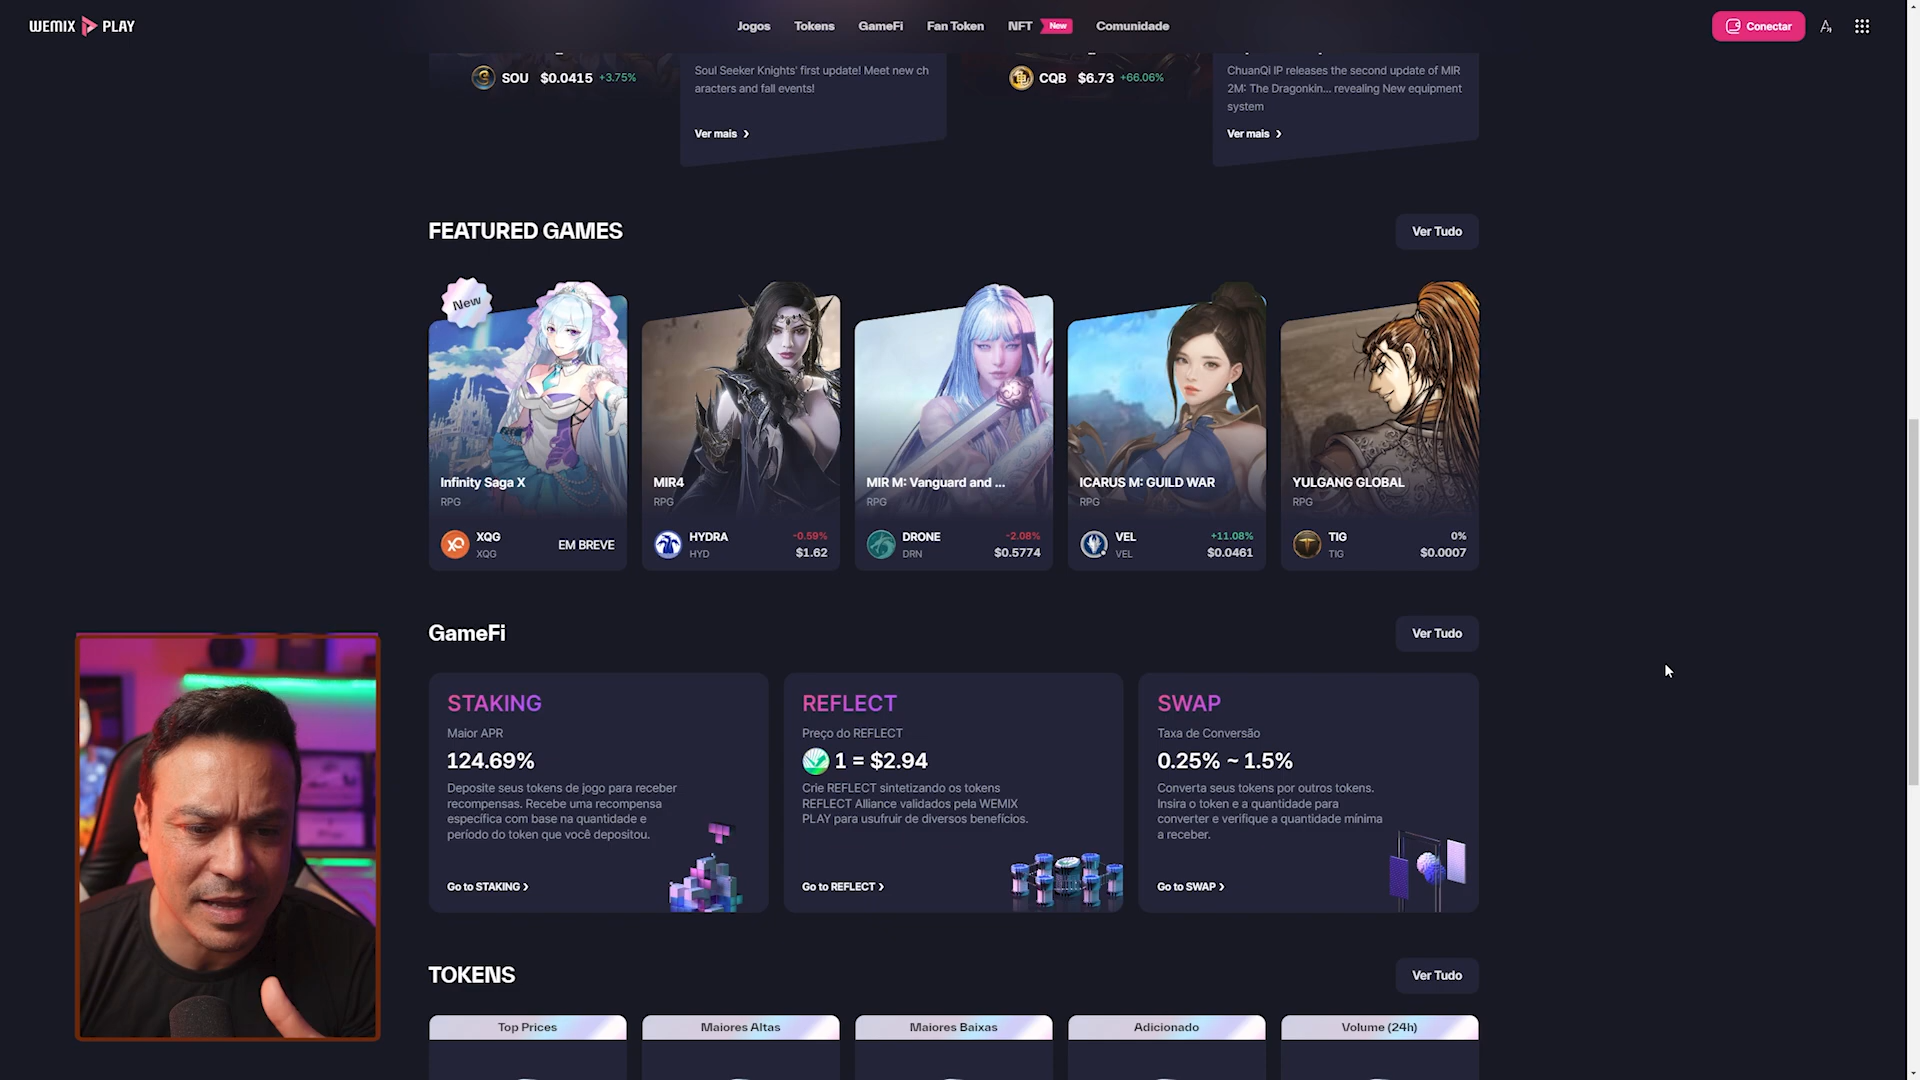 WEMIX PLAY
Jogos
Tokens
GameFi
Fan Token
NFT New
Comunidade
Conectar
SOU $0.0415 +3.75%
Soul Seeker Knights' first update! Meet new ch
aracters and fall events!
Ver mais
CQB $6.73 +66.06%
ChuanQi IP releases the second update of MIR
2M: The Dragonkin... revealing New equipment
system
Ver mais
FEATURED GAMES
Ver Tudo
New
Infinity Saga X
RPG
XQG
XQG
EM BREVE
MIR4
RPG
HYDRA -0.59%
HYD $1.62
MIR M: Vanguard and ...
RPG
DRONE -2.08%
DRN $0.5774
ICARUS M: GUILD WAR
RPG
VEL +11.08%
VEL $0.0461
YULGANG GLOBAL
RPG
TIG 0%
TIG $0.0007
GameFi
Ver Tudo
STAKING
Maior APR
124.69%
Deposite seus tokens de jogo para receber
recompensas. Recebe uma recompensa
específica com base na quantidade e
período do token que você depositou.
Go to STAKING
REFLECT
Preço do REFLECT
1 = $2.94
Crie REFLECT sintetizando os tokens
REFLECT Alliance validados pela WEMIX
PLAY para usufruir de diversos benefícios.
Go to REFLECT
SWAP
Taxa de Conversão
0.25% ~ 1.5%
Converta seus tokens por outros tokens.
Insira o token e a quantidade para
converter e verifique a quantidade mínima
a receber.
Go to SWAP
TOKENS
Ver Tudo
Top Prices
Maiores Altas
Maiores Baixas
Adicionado
Volume (24h)